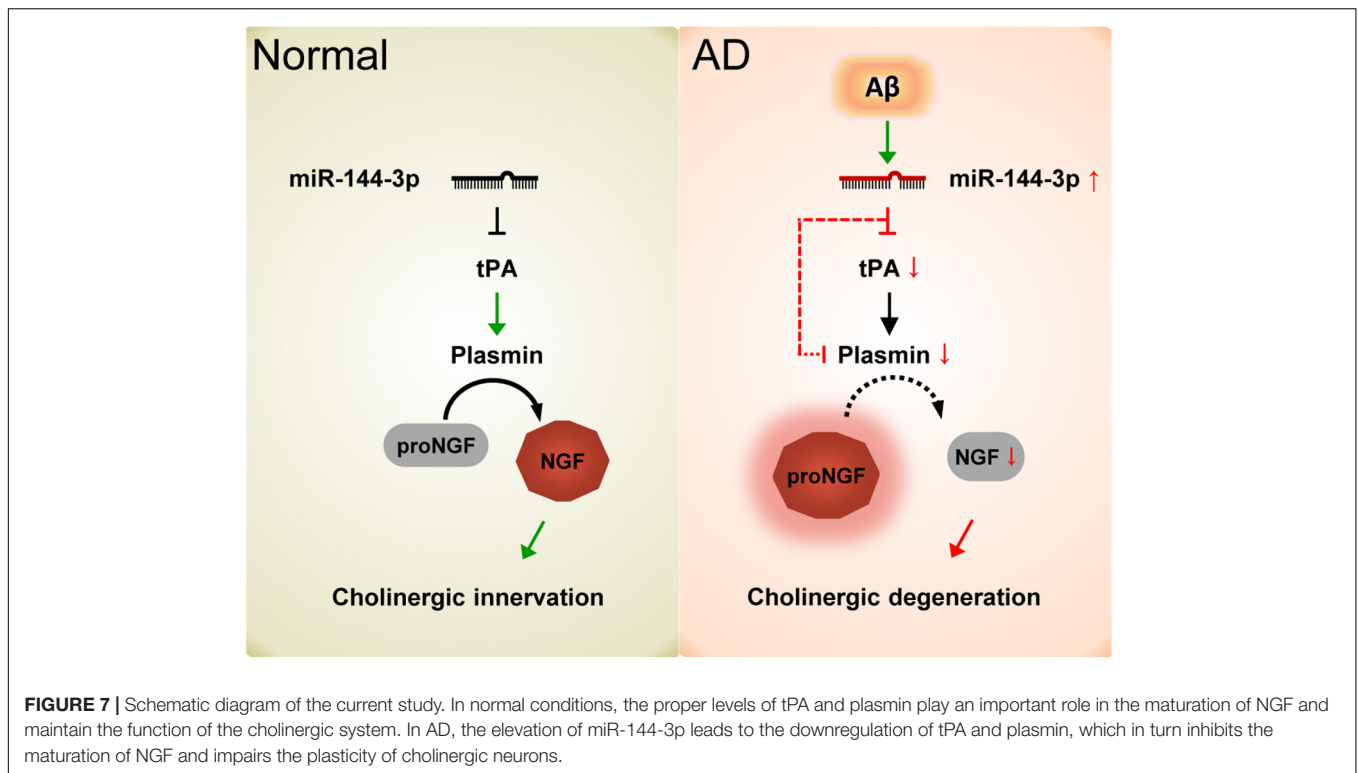 Normal
miR-144-3p
tPA
Plasmin
proNGF
NGF
Cholinergic innervation
AD
Aβ
miR-144-3p ↑
tPA ↓
Plasmin ↓
proNGF
NGF ↓
Cholinergic degeneration
FIGURE 7 | Schematic diagram of the current study. In normal conditions, the proper levels of tPA and plasmin play an important role in the maturation of NGF and
maintain the function of the cholinergic system. In AD, the elevation of miR-144-3p leads to the downregulation of tPA and plasmin, which in turn inhibits the
maturation of NGF and impairs the plasticity of cholinergic neurons.